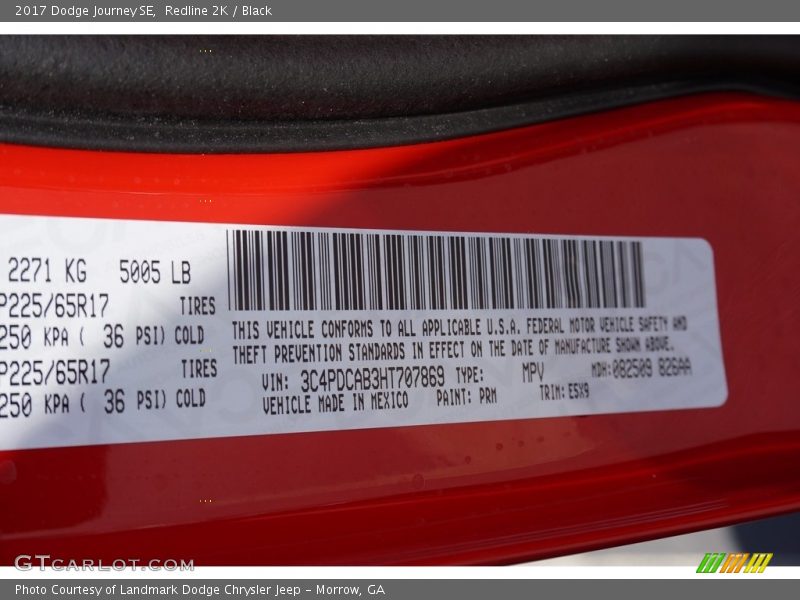 2017 Dodge Journey SE, Redline 2K / Black
2271 KG 5005 LB
P225/65R17 TIRES
250 KPA ( 36 PSI) COLD
P225/65R17 TIRES
250 KPA ( 36 PSI) COLD
THIS VEHICLE CONFORMS TO ALL APPLICABLE U.S.A. FEDERAL MOTOR VEHICLE SAFETY AND
THEFT PREVENTION STANDARDS IN EFFECT ON THE DATE OF MANUFACTURE SHOWN ABOVE.
VIN: 3C4PDCAB3HT707869 TYPE: MPV MDH:082509 826AA
VEHICLE MADE IN MEXICO PAINT: PRM TRIM: E5X9
GTCARLOT.COM
Photo Courtesy of Landmark Dodge Chrysler Jeep – Morrow, GA